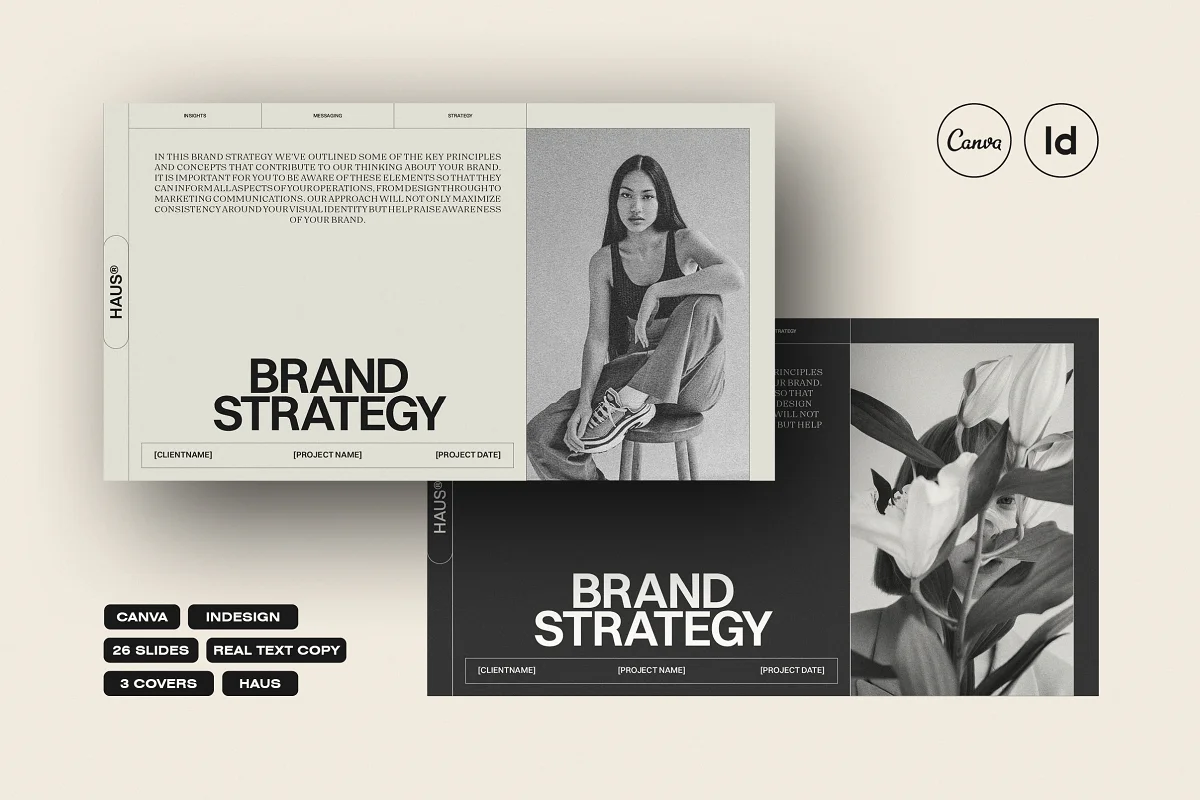 INSIGHTS
MESSAGING
STRATEGY
IN THIS BRAND STRATEGY WE'VE OUTLINED SOME OF THE KEY PRINCIPLES
AND CONCEPTS THAT CONTRIBUTE TO OUR THINKING ABOUT YOUR BRAND.
IT IS IMPORTANT FOR YOU TO BE AWARE OF THESE ELEMENTS SO THAT THEY
CAN INFORM ALL ASPECTS OF YOUR OPERATIONS, FROM DESIGN THROUGH TO
MARKETING COMMUNICATIONS. OUR APPROACH WILL NOT ONLY MAXIMIZE
CONSISTENCY AROUND YOUR VISUAL IDENTITY BUT HELP RAISE AWARENESS
OF YOUR BRAND.
HAUS®
BRAND
STRATEGY
[CLIENTNAME]
[PROJECT NAME]
[PROJECT DATE]
Canva
Id
TRATEGY
RINCIPLES
UR BRAND.
SO THAT
DESIGN
WILL NOT
BUT HELP
HAUS®
BRAND
STRATEGY
[CLIENTNAME]
[PROJECT NAME]
[PROJECT DATE]
CANVA
INDESIGN
26 SLIDES
REAL TEXT COPY
3 COVERS
HAUS